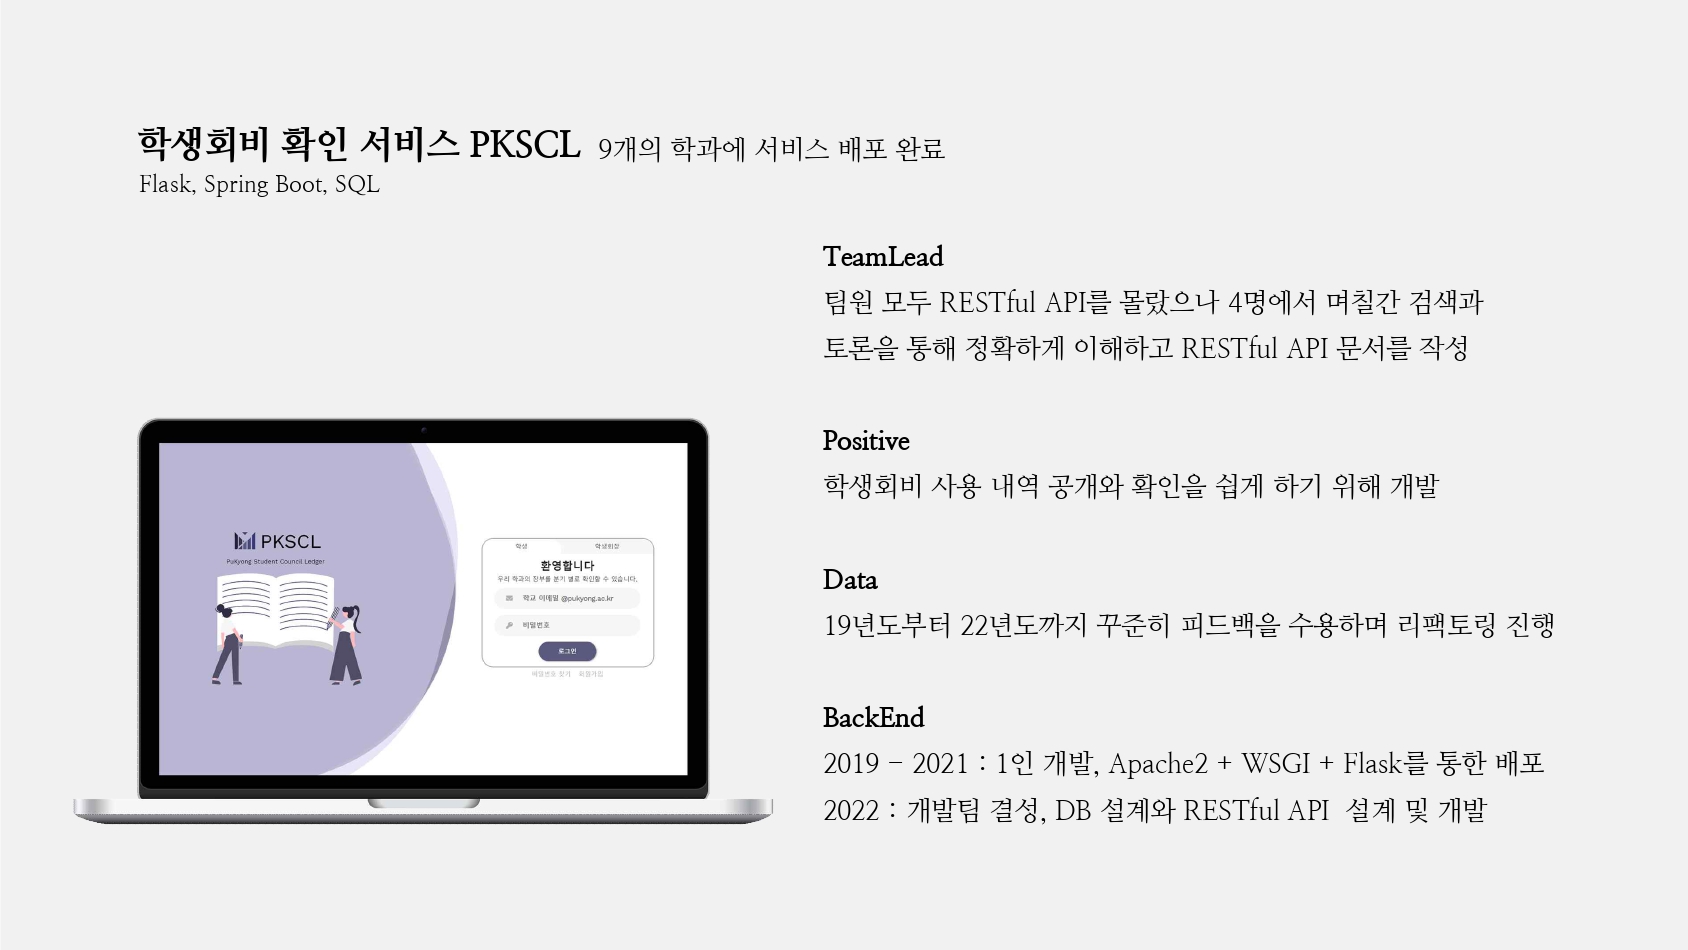 학생회비 확인 서비스 PKSCL 9개의 학과에 서비스 배포 완료
Flask, Spring Boot, SQL
TeamLead
팀원 모두 RESTful API를 몰랐으나 4명에서 며칠간 검색과
토론을 통해 정확하게 이해하고 RESTful API 문서를 작성
Positive
학생회비 사용 내역 공개와 확인을 쉽게 하기 위해 개발
Data
19년도부터 22년도까지 꾸준히 피드백을 수용하며 리팩토링 진행
BackEnd
2019 - 2021 : 1인 개발, Apache2 + WSGI + Flask를 통한 배포
2022 : 개발팀 결성, DB 설계와 RESTful API 설계 및 개발
PKSCL
PuKyong Student Council Ledger
학생 학생회장
환영합니다
우리 학과의 장부를 분기 별로 확인할 수 있습니다.
학교 이메일 @pukyong.ac.kr
비밀번호
로그인
비밀번호 찾기 회원가입